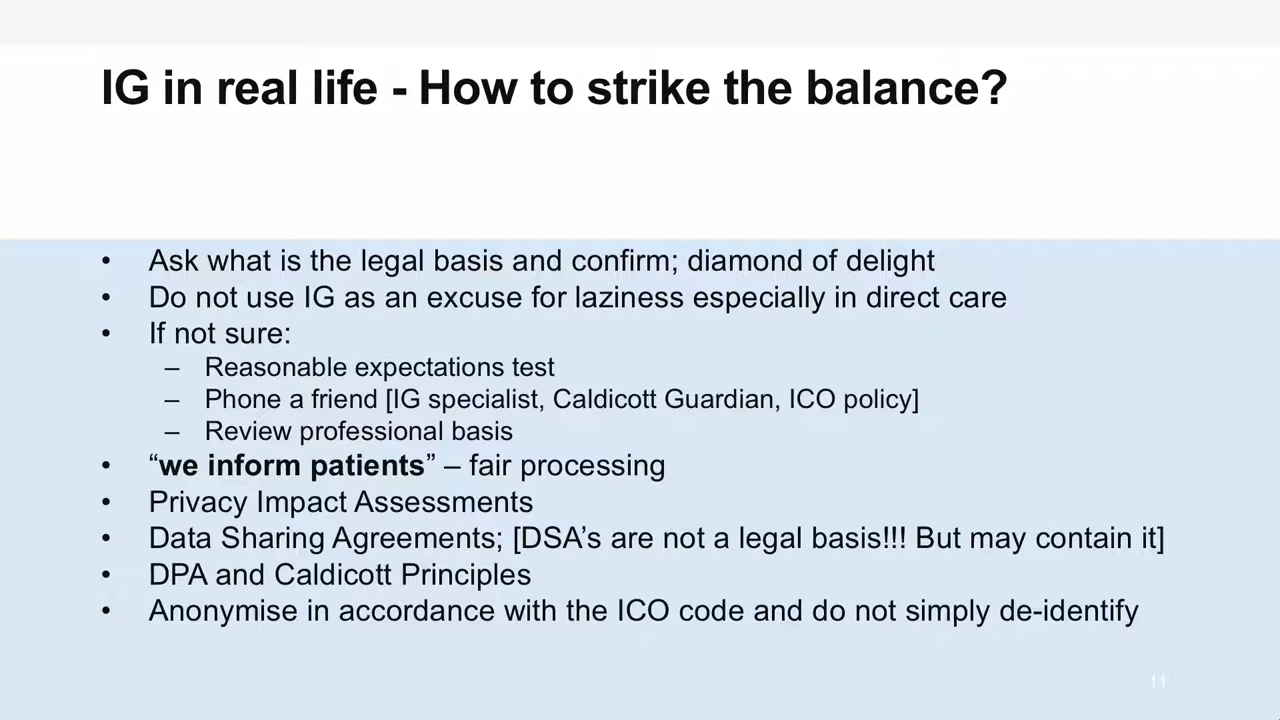 IG in real life - How to strike the balance?
• Ask what is the legal basis and confirm; diamond of delight
• Do not use IG as an excuse for laziness especially in direct care
• If not sure:
– Reasonable expectations test
– Phone a friend [IG specialist, Caldicott Guardian, ICO policy]
– Review professional basis
• “we inform patients” – fair processing
• Privacy Impact Assessments
• Data Sharing Agreements; [DSA’s are not a legal basis!!! But may contain it]
• DPA and Caldicott Principles
• Anonymise in accordance with the ICO code and do not simply de-identify
11